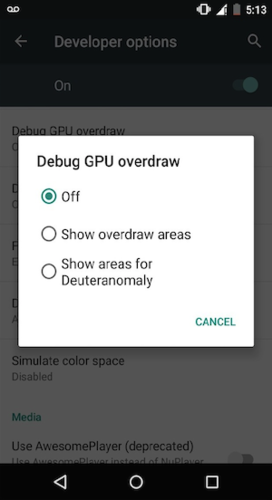 5:13
Developer options
On
Debug GPU overdraw
Debug GPU overdraw
Off
Show overdraw areas
Show areas for
Deuteranomaly
CANCEL
Simulate color space
Disabled
Media
Use AwesomePlayer (deprecated)
Use AwesomePlayer instead of NuPlayer